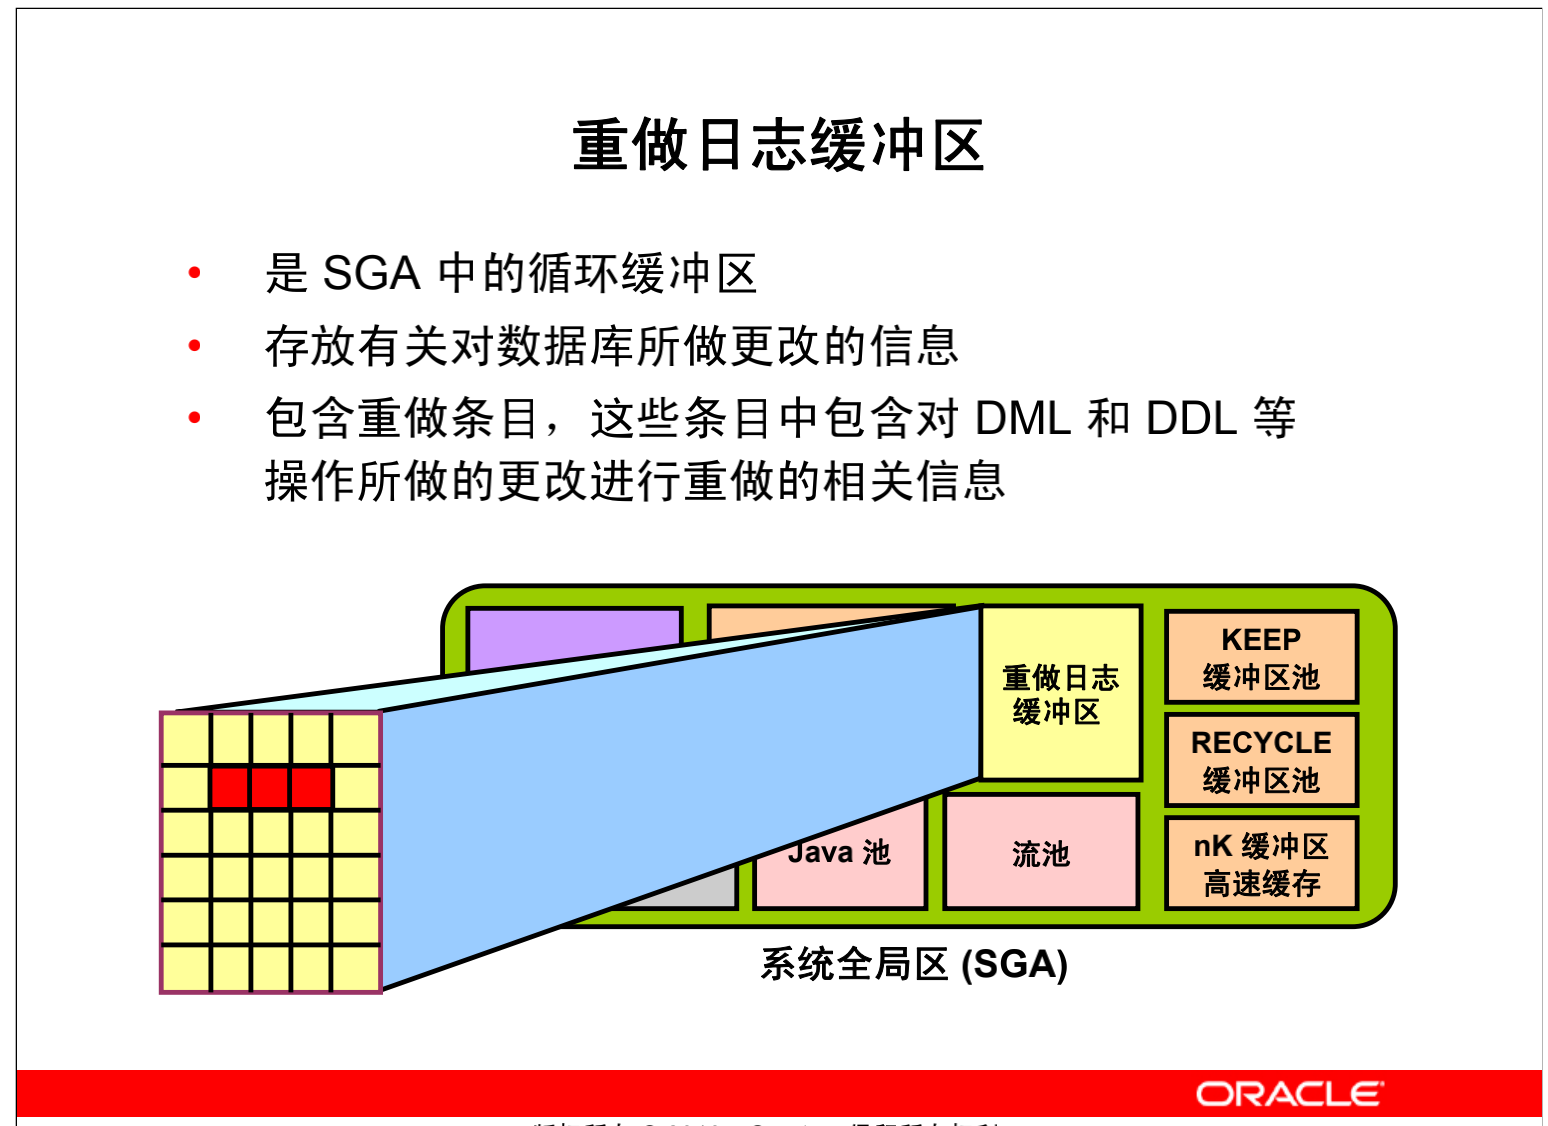 重做日志缓冲区
• 是 SGA 中的循环缓冲区
• 存放有关对数据库所做更改的信息
• 包含重做条目，这些条目中包含对 DML 和 DDL 等
操作所做的更改进行重做的相关信息
重做日志
缓冲区
KEEP
缓冲区池
RECYCLE
缓冲区池
Java 池
流池
nK 缓冲区
高速缓存
系统全局区 (SGA)
ORACLE